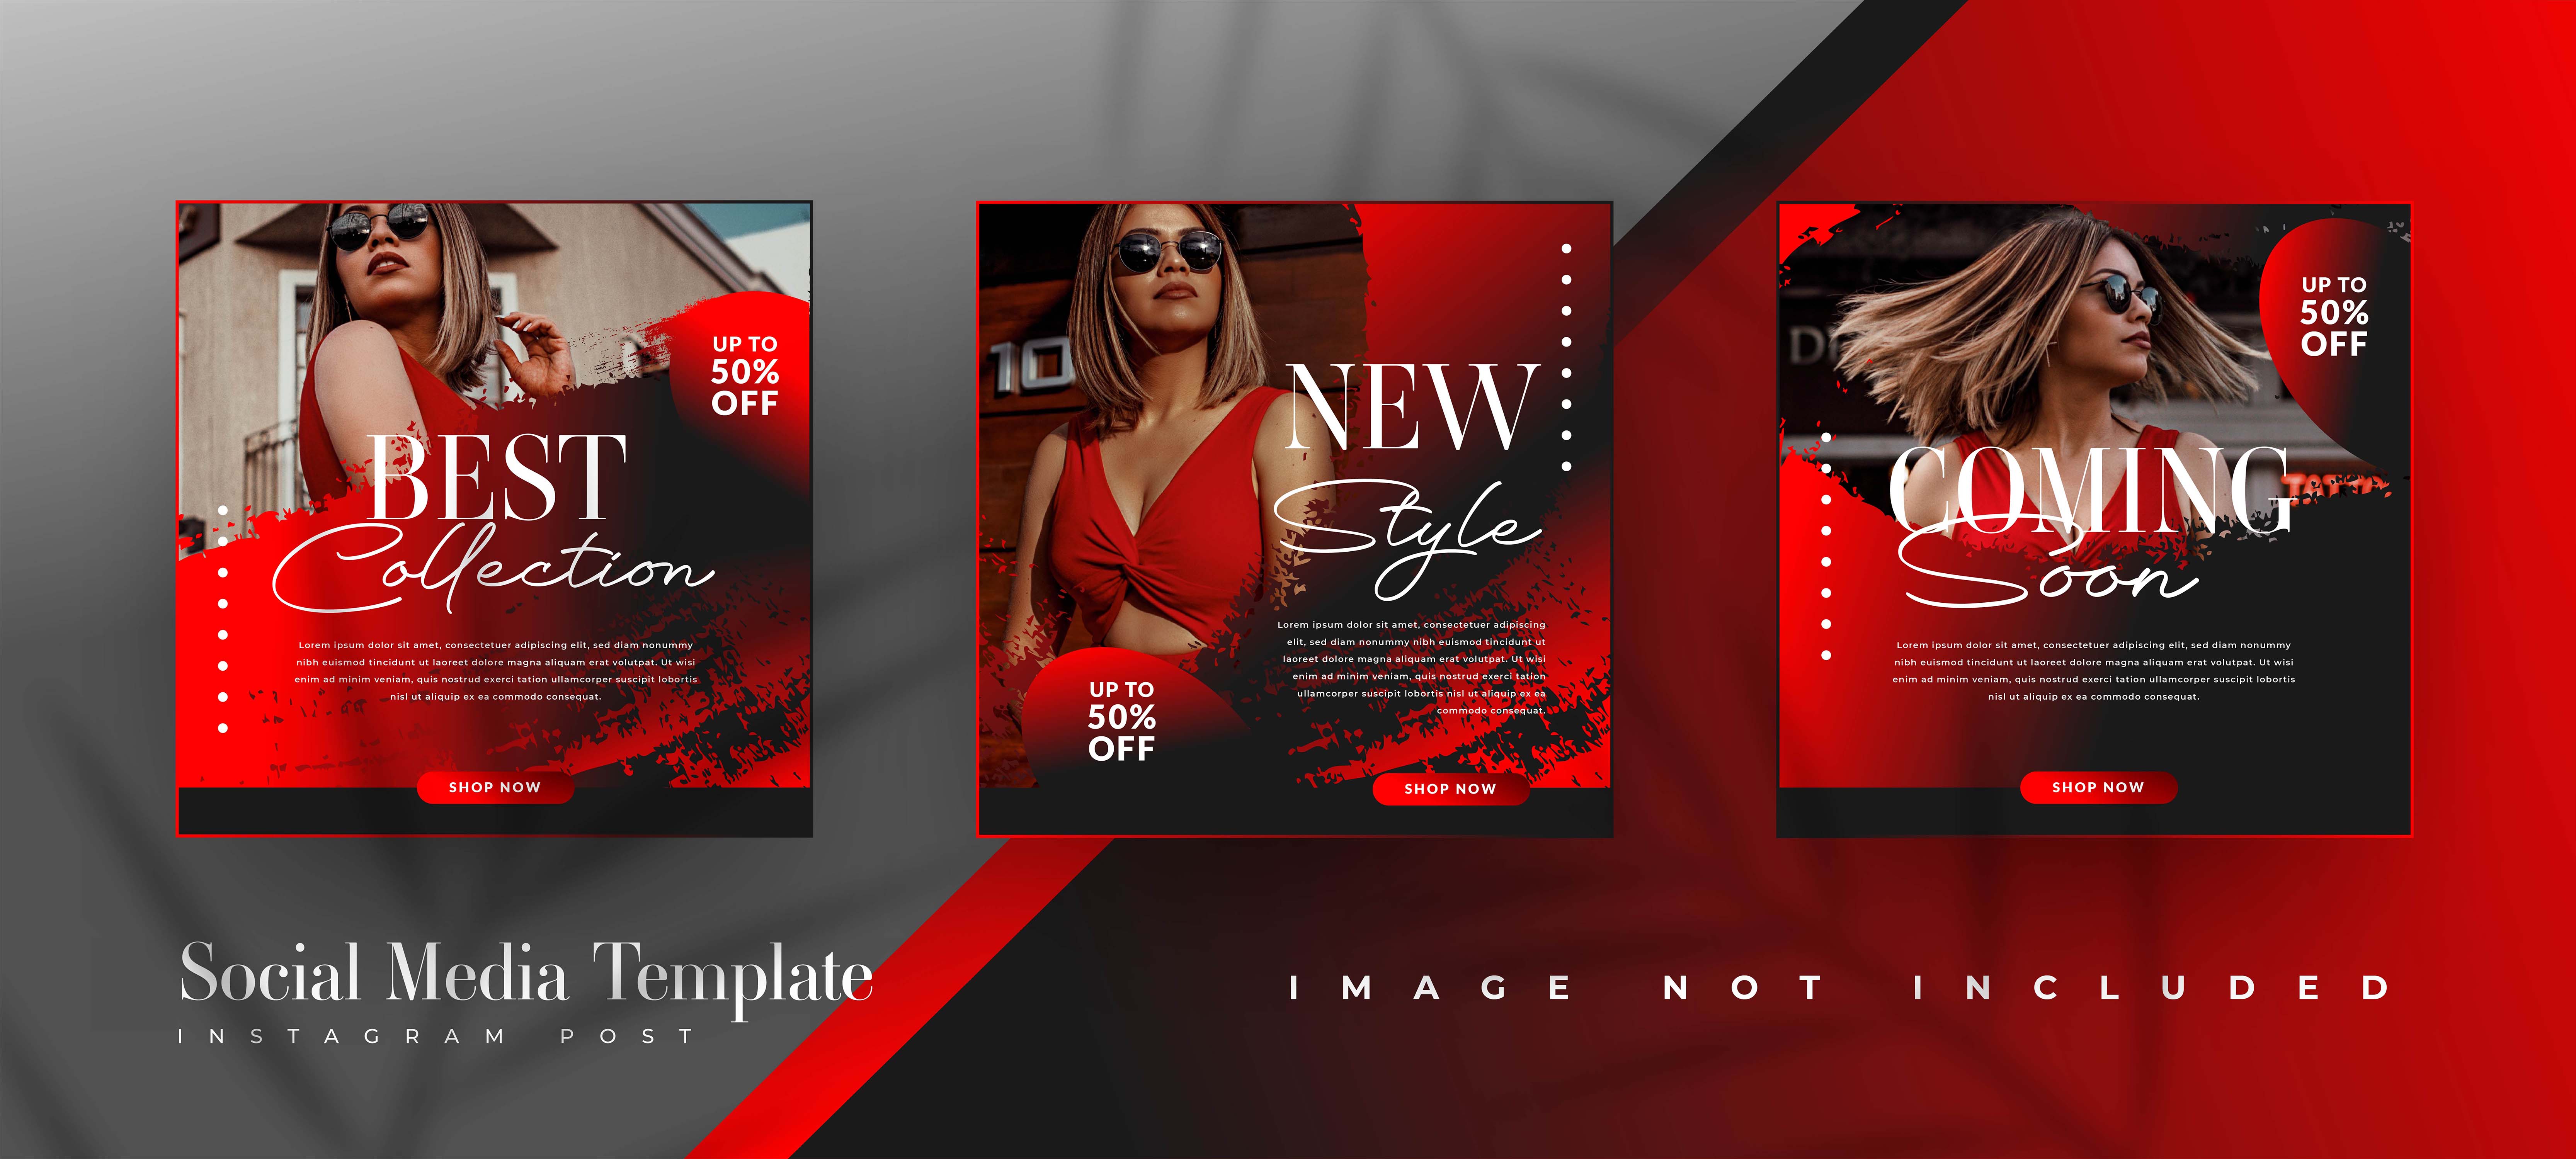 UP TO
50%
OFF
BEST
Collection
Lorem ipsum dolor sit amet, consectetuer adipiscing elit, sed diam nonummy
nibh euismod tincidunt ut laoreet dolore magna aliquam erat volutpat. Ut wisi
enim ad minim veniam, quis nostrud exerci tation ullamcorper suscipit lobortis
nisl ut aliquip ex ea commodo consequat.
SHOP NOW
10
NEW
Style
Lorem ipsum dolor sit amet, consectetuer adipiscing
elit, sed diam nonummy nibh euismod tincidunt ut
laoreet dolore magna aliquam erat volutpat. Ut wisi
enim ad minim veniam, quis nostrud exerci tation
ullamcorper suscipit lobortis nisl ut aliquip ex ea
commodo consequat.
UP TO
50%
OFF
SHOP NOW
UP TO
50%
OFF
COMING
Soon
Lorem ipsum dolor sit amet, consectetuer adipiscing elit, sed diam nonummy
nibh euismod tincidunt ut laoreet dolore magna aliquam erat volutpat. Ut wisi
enim ad minim veniam, quis nostrud exerci tation ullamcorper suscipit lobortis
nisl ut aliquip ex ea commodo consequat.
SHOP NOW
Social Media Template
INSTAGRAM POST
IMAGE NOT INCLUDED